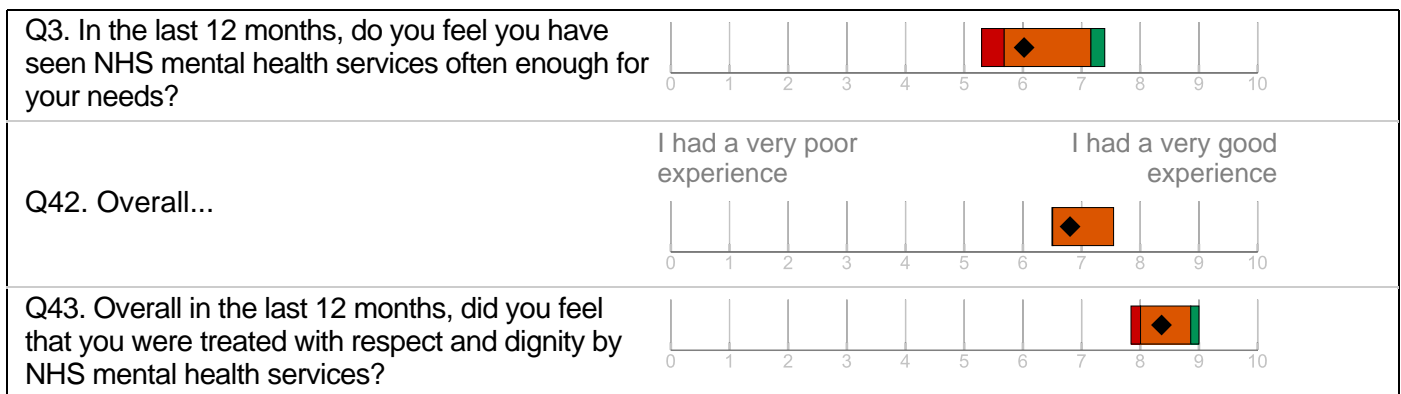 Q3. In the last 12 months, do you feel you have
seen NHS mental health services often enough for
your needs?
0 1 2 3 4 5 6 7 8 9 10
I had a very poor
experience
I had a very good
experience
Q42. Overall...
0 1 2 3 4 5 6 7 8 9 10
Q43. Overall in the last 12 months, did you feel
that you were treated with respect and dignity by
NHS mental health services?
0 1 2 3 4 5 6 7 8 9 10